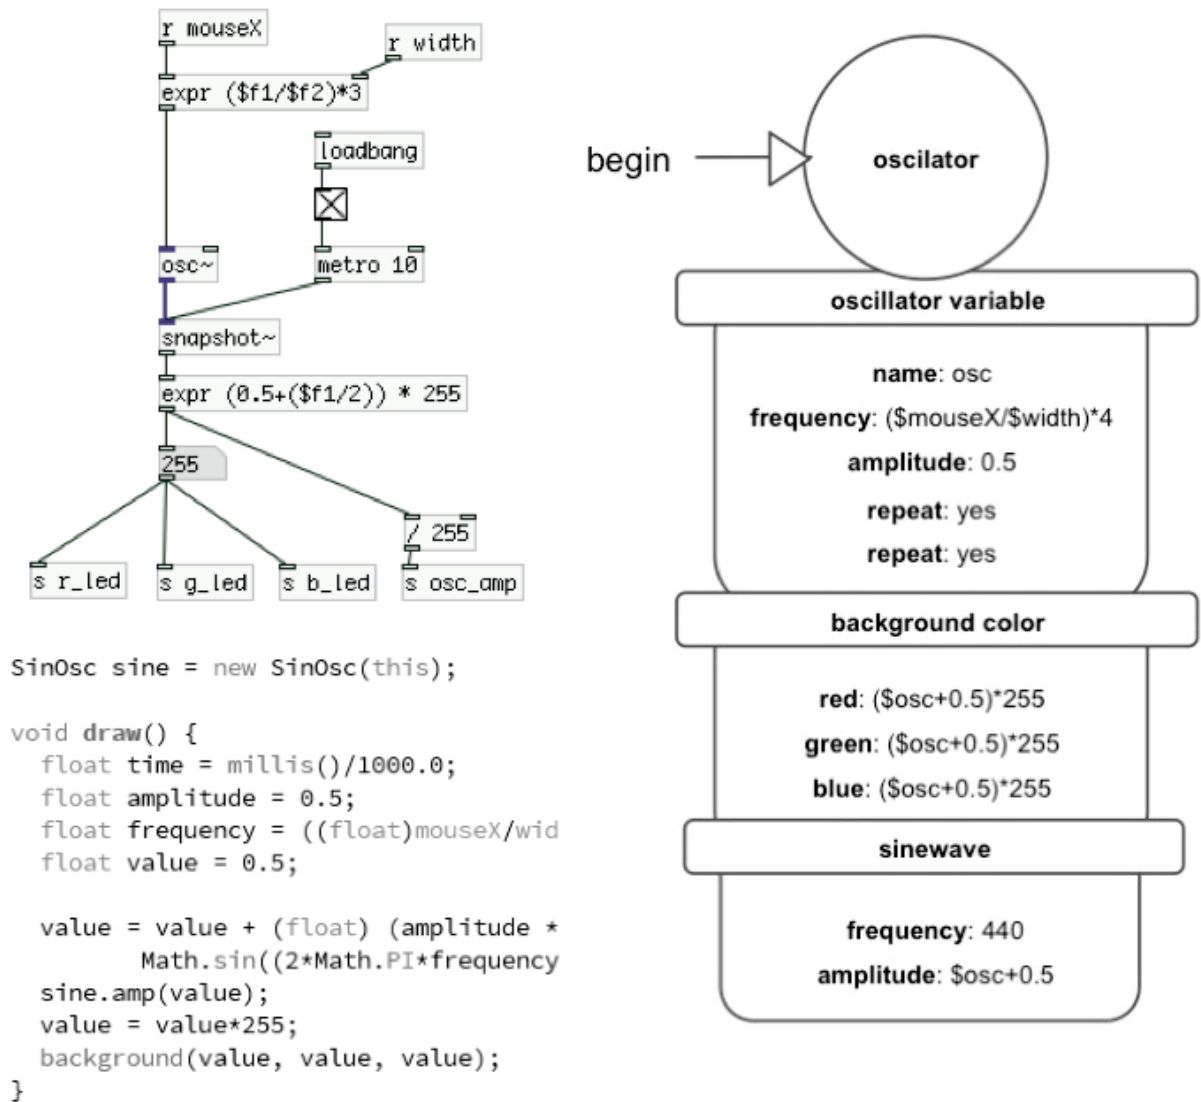 r mouseX
r width
expr ($f1/$f2)*3
loadbang
osc~
metro 10
snapshot~
expr (0.5+($f1/2)) * 255
255
/ 255
s r_led
s g_led
s b_led
s osc_amp
SinOsc sine = new SinOsc(this);
void draw() {
float time = millis()/1000.0;
float amplitude = 0.5;
float frequency = ((float)mouseX/wid
float value = 0.5;
value = value + (float) (amplitude *
Math.sin((2*Math.PI*frequency
sine.amp(value);
value = value*255;
background(value, value, value);
}
begin
oscilator
oscillator variable
name: osc
frequency: ($mouseX/$width)*4
amplitude: 0.5
repeat: yes
repeat: yes
background color
red: ($osc+0.5)*255
green: ($osc+0.5)*255
blue: ($osc+0.5)*255
sinewave
frequency: 440
amplitude: $osc+0.5